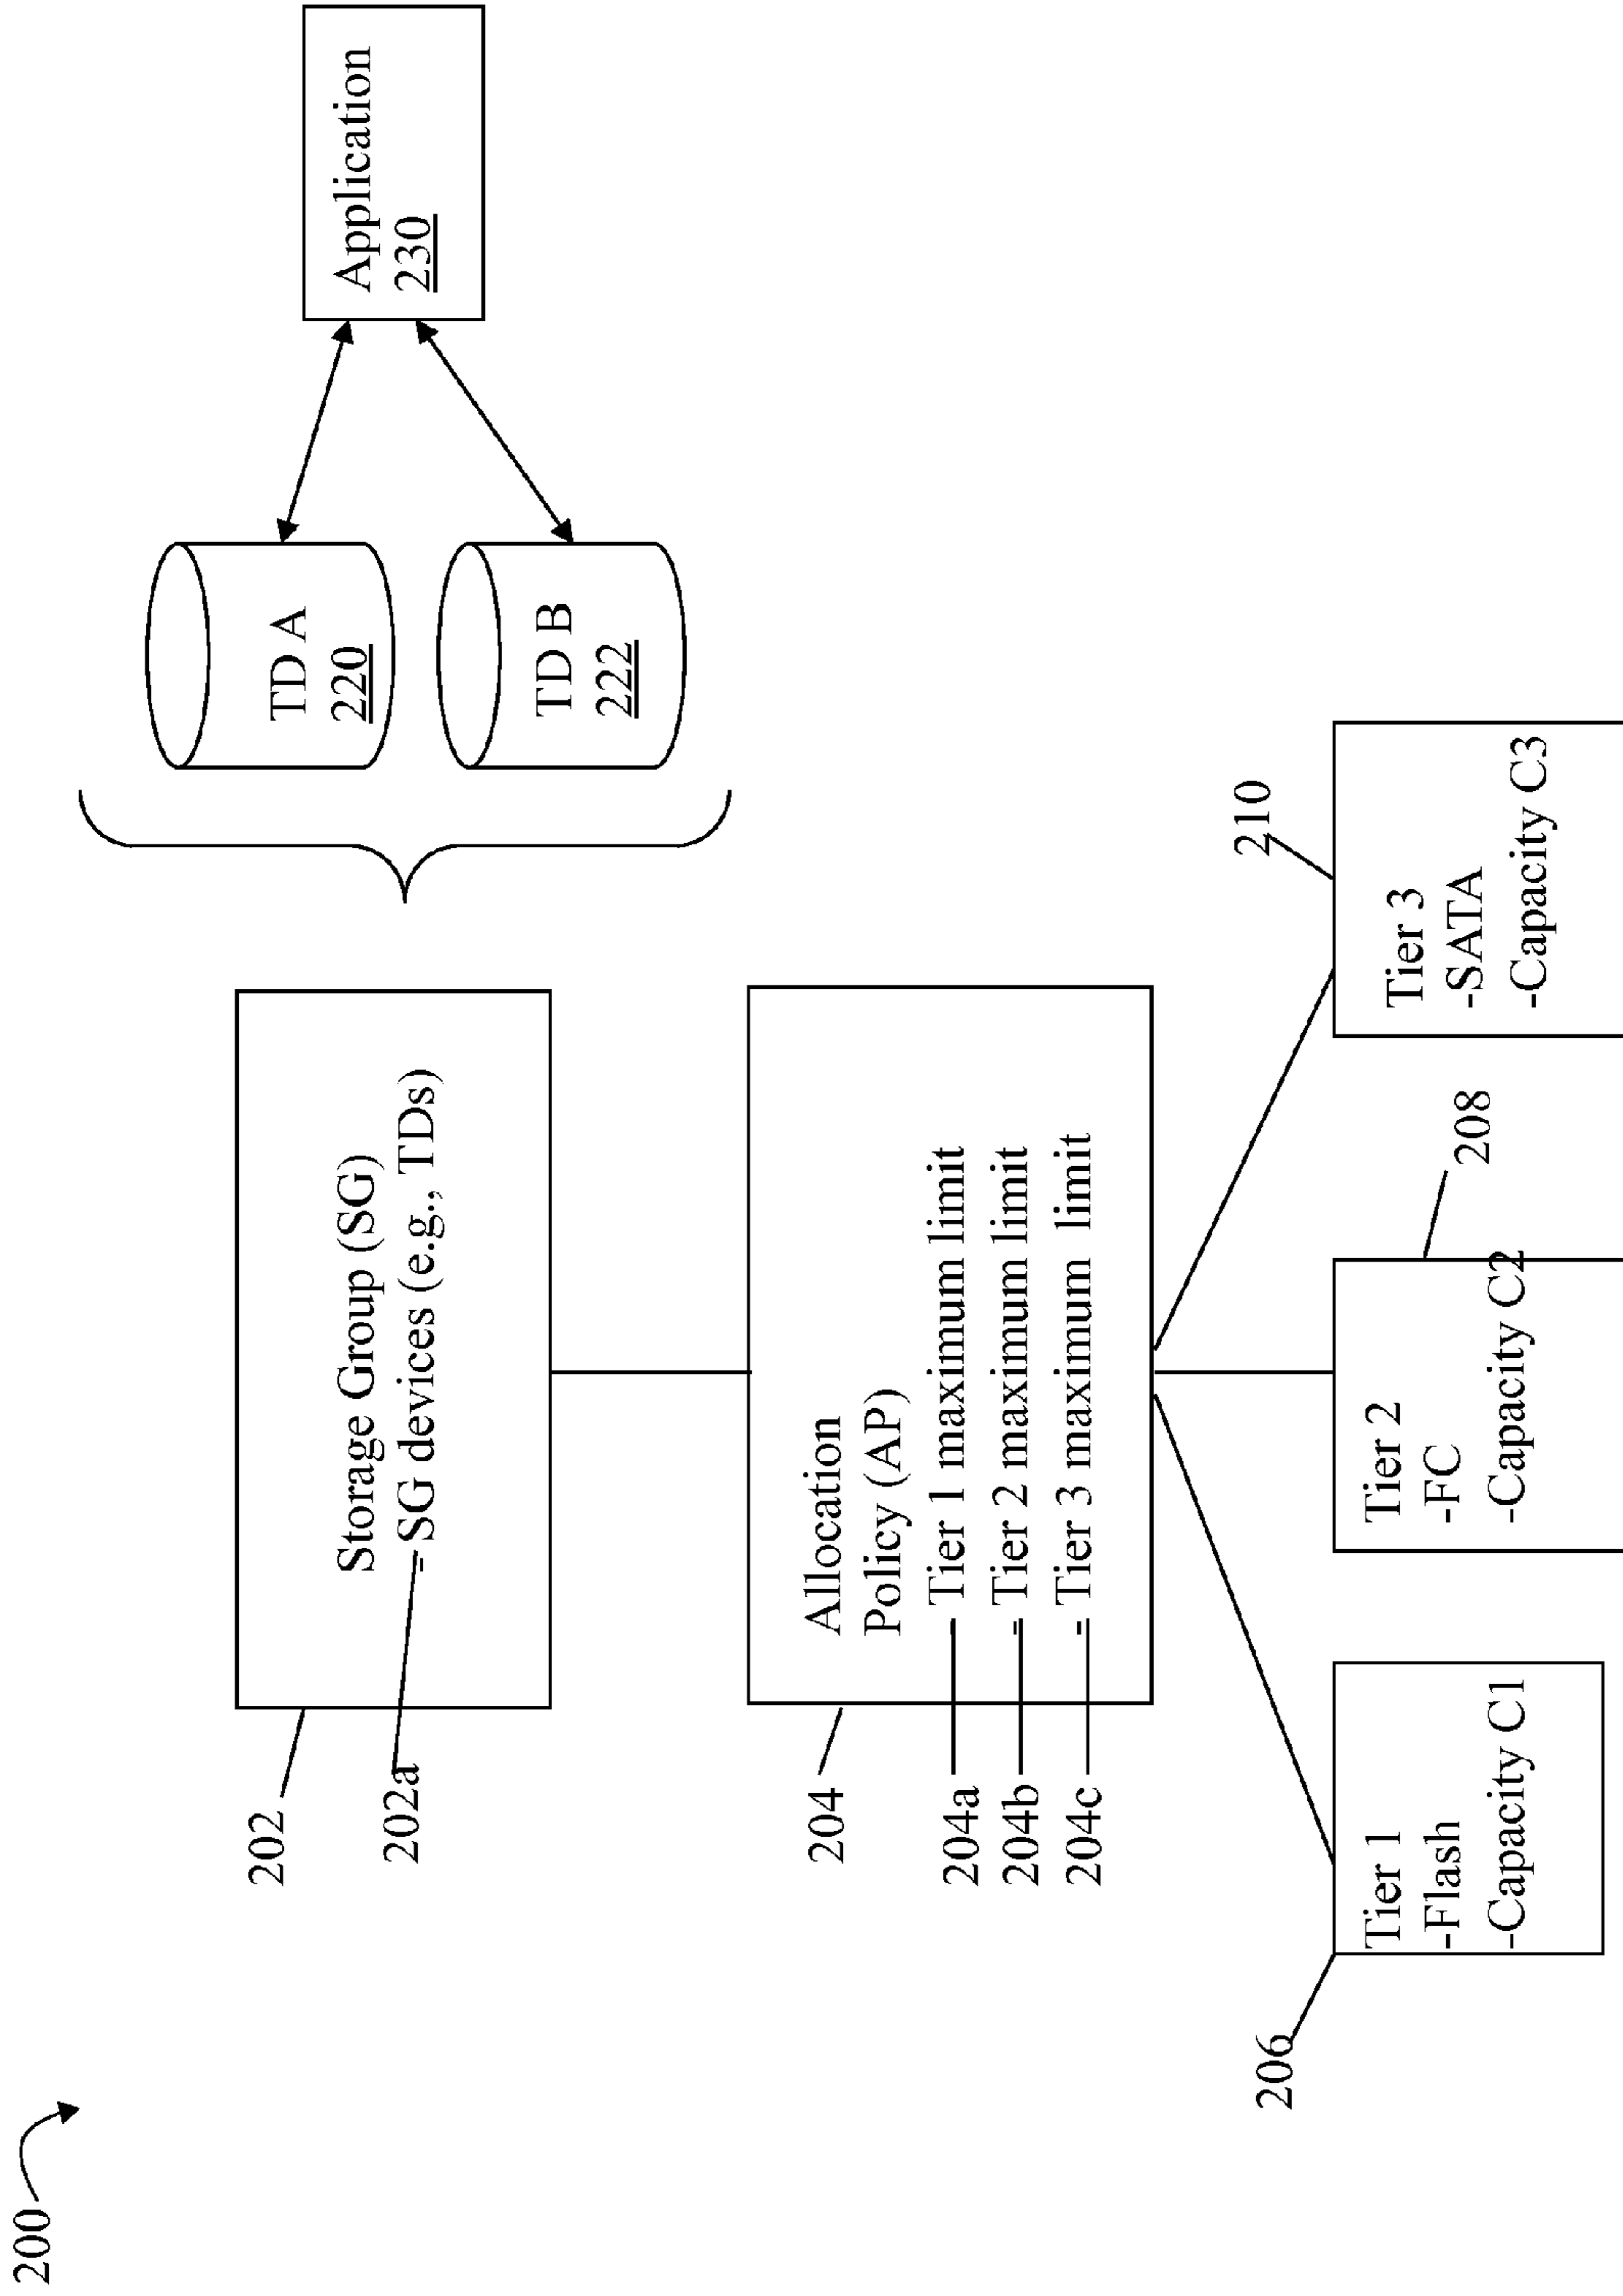 200
202
Storage Group (SG)
- SG devices (e.g., TDs)
202a
TD A
220
TD B
222
Application
230
204
Allocation
Policy (AP)
- Tier 1 maximum limit
- Tier 2 maximum limit
- Tier 3 maximum limit
204a
204b
204c
206
Tier 1
-Flash
-Capacity C1
208
Tier 2
-FC
-Capacity C2
210
Tier 3
-SATA
-Capacity C3